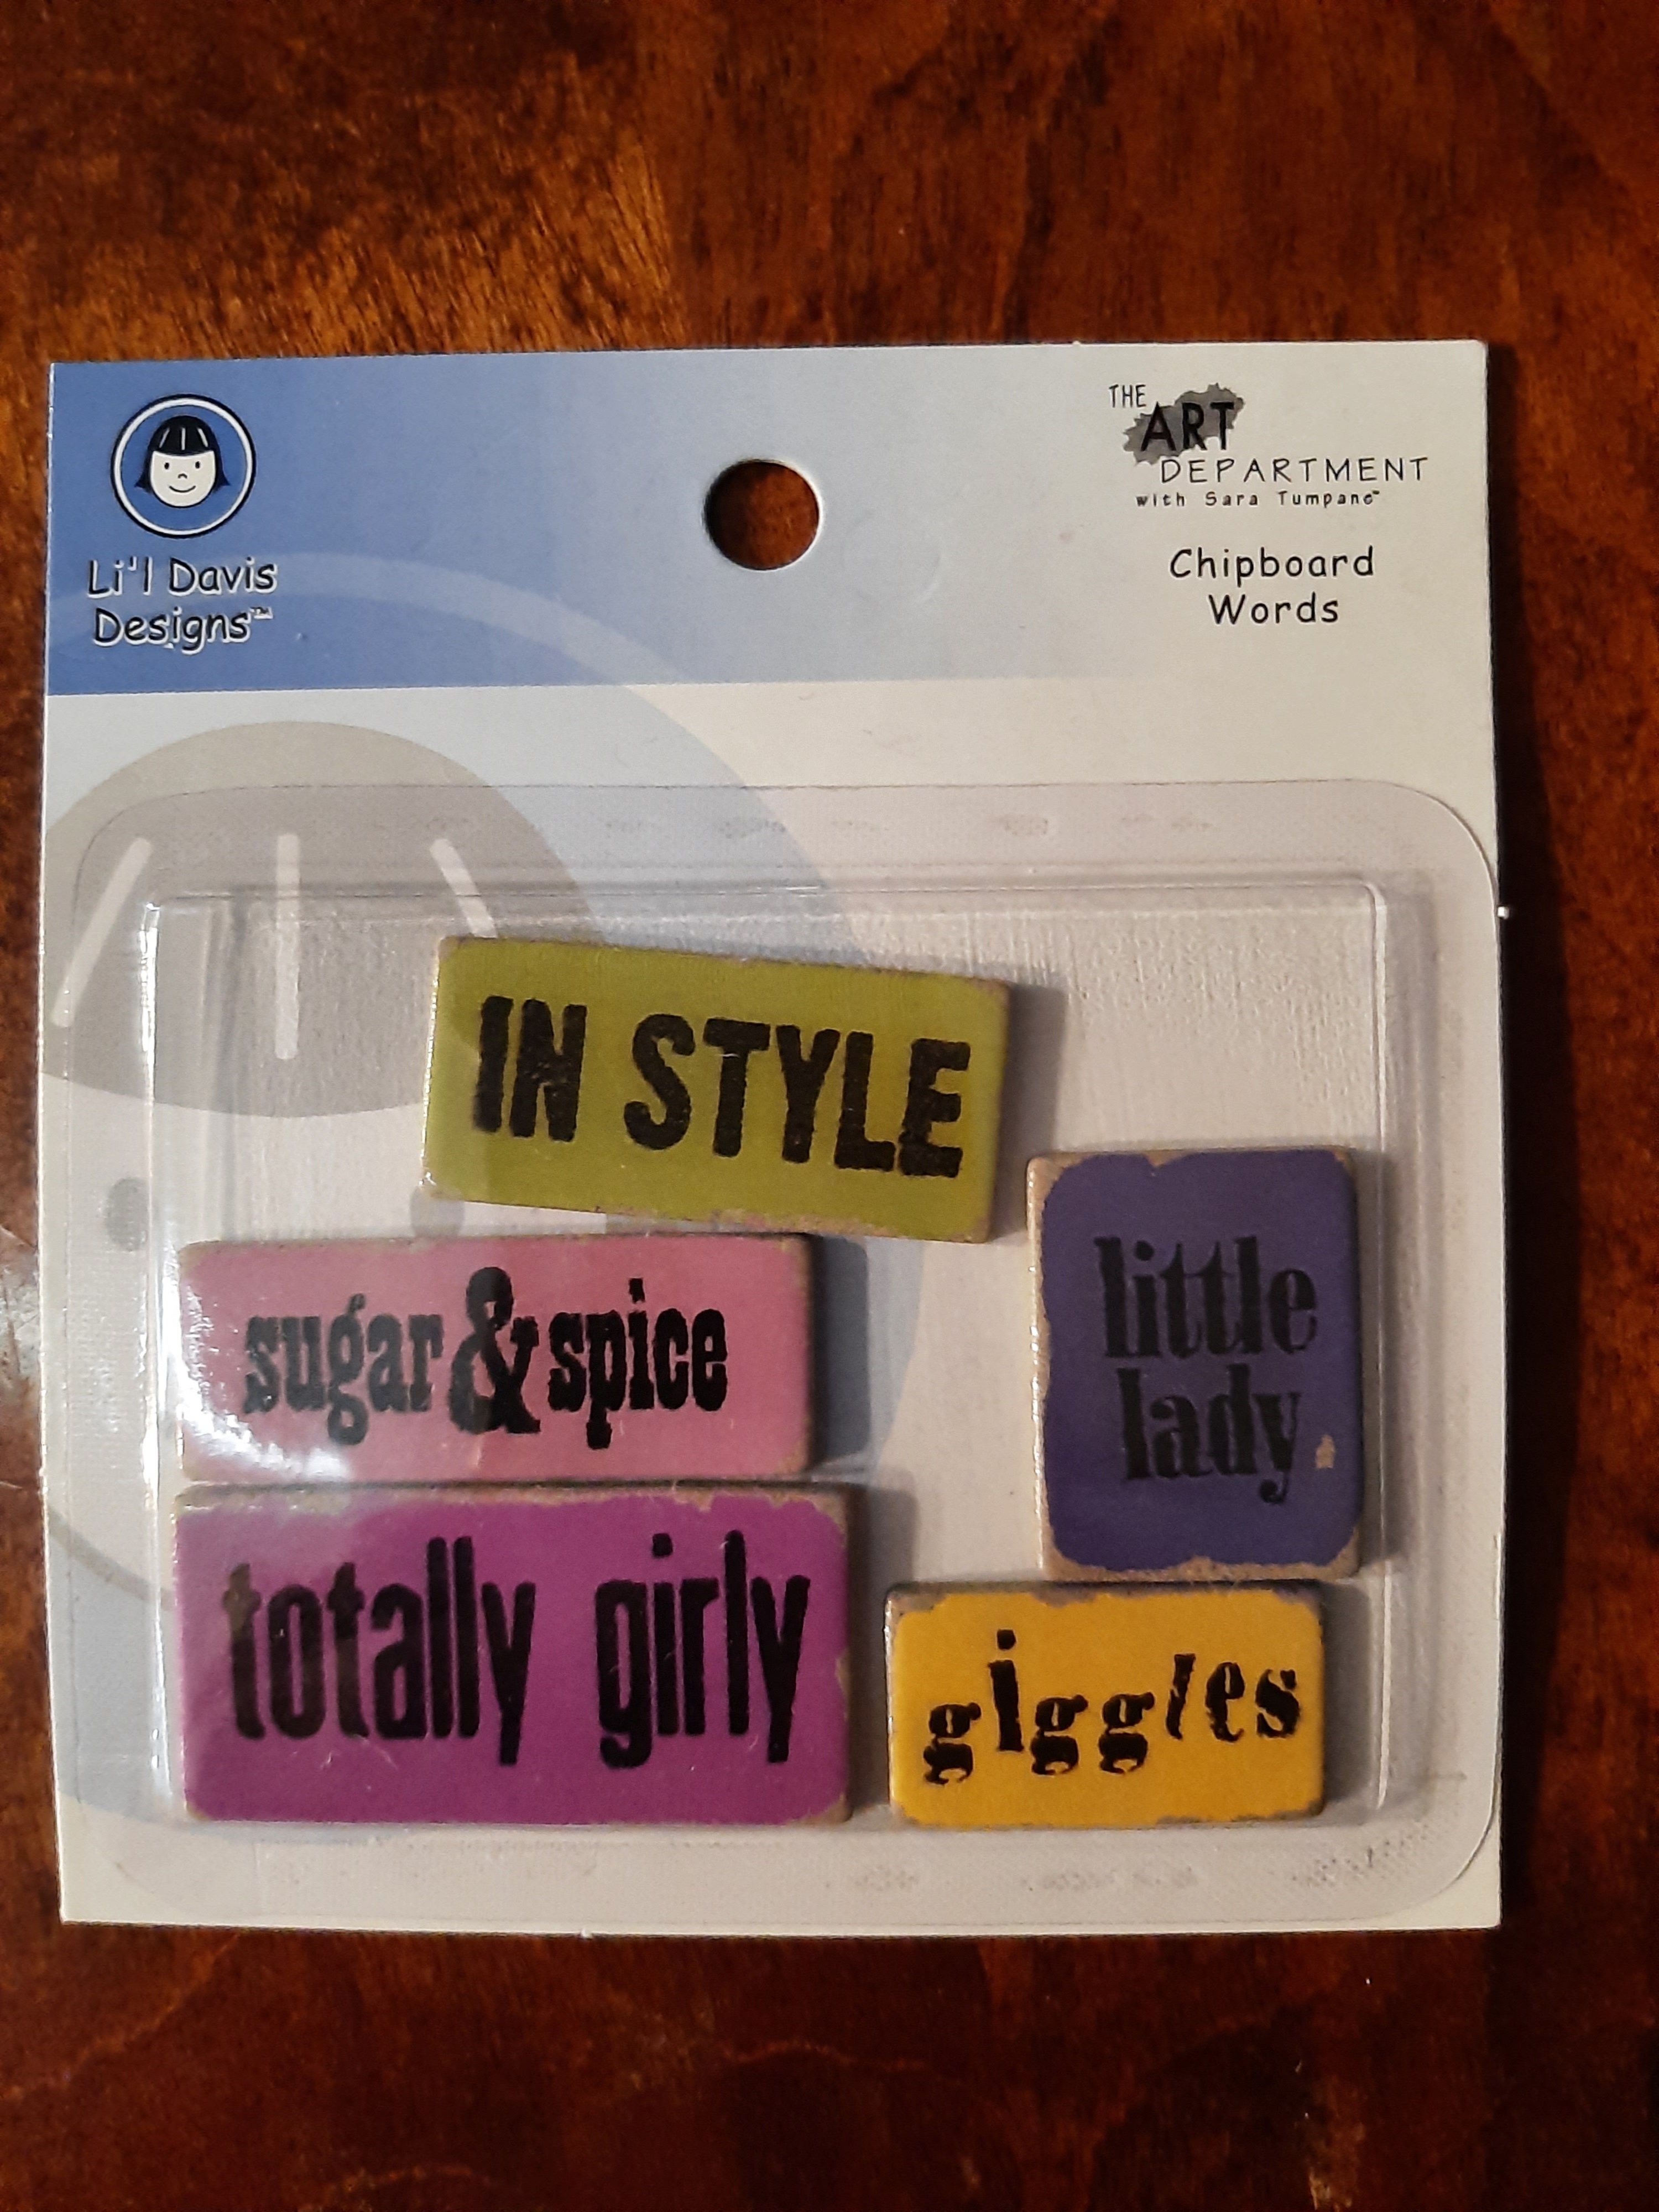 Li'l Davis
Designs™
THE
ART
DEPARTMENT
with Sara Tumpane™
Chipboard
Words
IN STYLE
sugar & spice
little
lady
totally girly
giggles